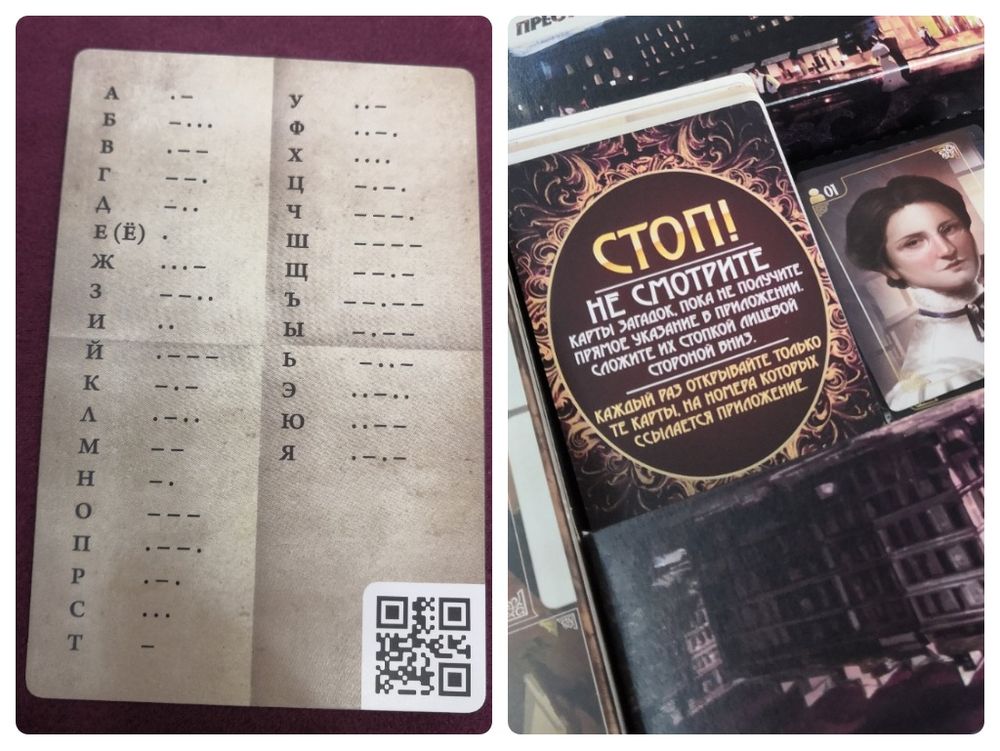 А .–
Б –...
В .––
Г ––.
Д –..
Е(Ё) .
Ж ...–
З ––..
И ..
Й .–––
К –.–
Л .–..
М ––
Н –.
О –––
П .––.
Р .–.
С ...
Т –
У ..–
Ф ..–.
Х ....
Ц –.–.
Ч –––.
Ш ––––
Щ ––.–
Ъ ––.––
Ы –.––
Ь –..–
Э ..–..
Ю ..––
Я .–.–
СТОП!
НЕ СМОТРИТЕ
КАРТЫ ЗАГАДОК, ПОКА НЕ ПОЛУЧИТЕ
ПРЯМОЕ УКАЗАНИЕ В ПРИЛОЖЕНИИ.
СЛОЖИТЕ ИХ СТОПКОЙ ЛИЦЕВОЙ
СТОРОНОЙ ВНИЗ.
КАЖДЫЙ РАЗ ОТКРЫВАЙТЕ ТОЛЬКО
ТЕ КАРТЫ, НА НОМЕРА КОТОРЫХ
ССЫЛАЕТСЯ ПРИЛОЖЕНИЕ.
01